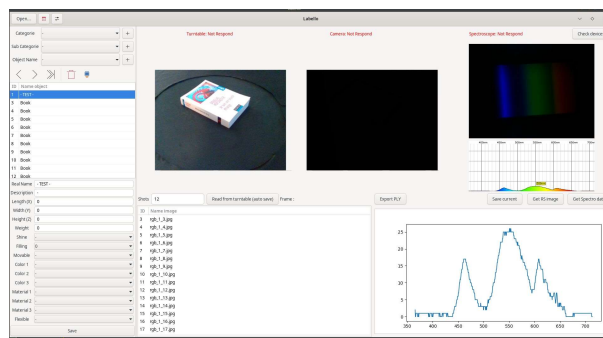 Labello
Open...
Categorie -
Sub Categorie -
Object Name -
Turntable: Not Respond
Camera: Not Respond
Spectroscope: Not Respond
Check device
ID Name object
1 -TEST-
3 Book
4 Book
5 Book
6 Book
7 Book
8 Book
9 Book
10 Book
11 Book
12 Book
Real Name -TEST-
Description -
Length(X) 0
Width (Y) 0
Height(Z) 0
Weight 0
Shine -
Filling 0
Movable -
Color 1 -
Color 2 -
Color 3 -
Material 1 -
Material 2 -
Material 3 -
Flexible -
Save
Shots 12
Read from turntable (auto save)
Frame:
Export PLY
Save current
Get RS image
Get Spectro dat
ID Name Image
3 rgb_1_3.jpg
4 rgb_1_4.jpg
5 rgb_1_5.jpg
6 rgb_1_6.jpg
7 rgb_1_7.jpg
8 rgb_1_8.jpg
9 rgb_1_9.jpg
10 rgb_1_10.jpg
11 rgb_1_11.jpg
12 rgb_1_12.jpg
13 rgb_1_13.jpg
14 rgb_1_14.jpg
15 rgb_1_15.jpg
16 rgb_1_16.jpg
17 rgb_1_17.jpg
25
20
15
10
5
0
350 400 450 500 550 600 650 700